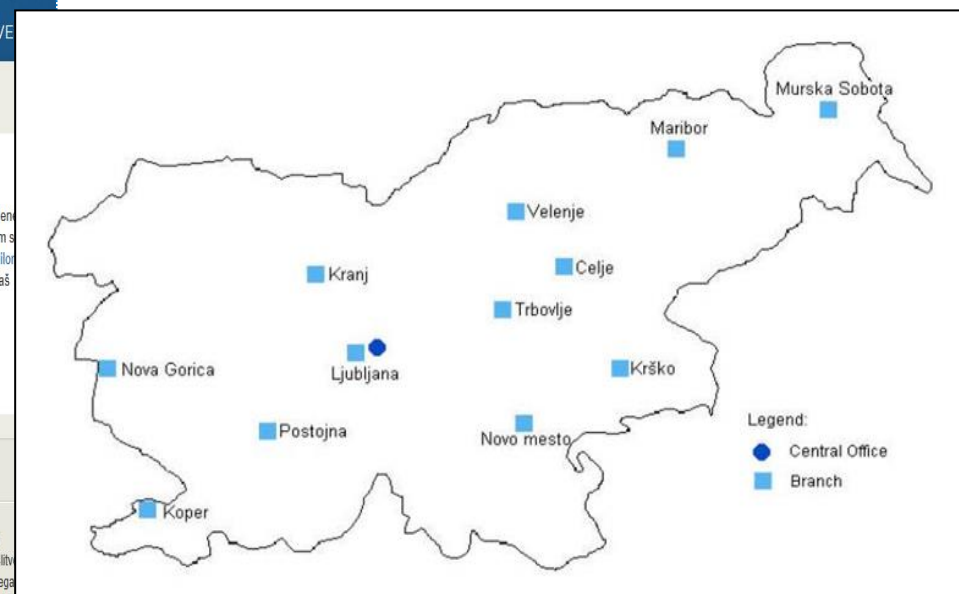 Murska Sobota
Maribor
Velenje
Celje
Kranj
Trbovlje
Ljubljana
Nova Gorica
Krško
Postojna
Novo mesto
Koper
Legend:
Central Office
Branch